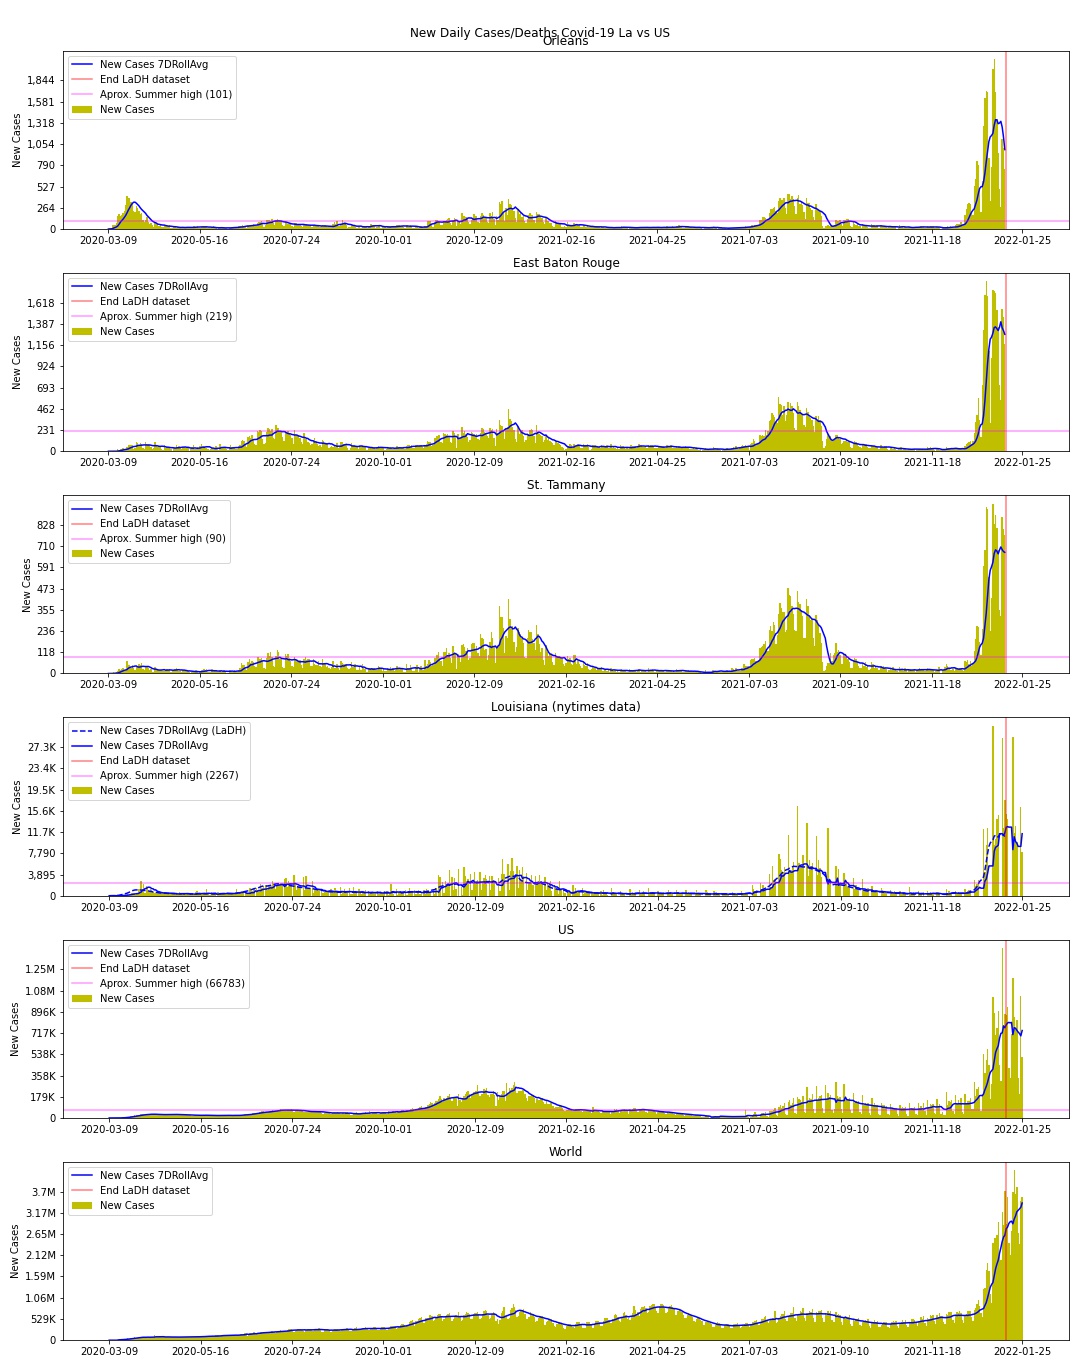 New Daily Cases/Deaths Covid-19 La vs US
Orleans
New Cases 7DRollAvg
End LaDH dataset
Aprox. Summer high (101)
New Cases
New Cases
1,844
1,581
1,318
1,054
790
527
264
0
2020-03-09 2020-05-16 2020-07-24 2020-10-01 2020-12-09 2021-02-16 2021-04-25 2021-07-03 2021-09-10 2021-11-18 2022-01-25
East Baton Rouge
New Cases 7DRollAvg
End LaDH dataset
Aprox. Summer high (219)
New Cases
New Cases
1,618
1,387
1,156
924
693
462
231
0
2020-03-09 2020-05-16 2020-07-24 2020-10-01 2020-12-09 2021-02-16 2021-04-25 2021-07-03 2021-09-10 2021-11-18 2022-01-25
St. Tammany
New Cases 7DRollAvg
End LaDH dataset
Aprox. Summer high (90)
New Cases
New Cases
828
710
591
473
355
236
118
0
2020-03-09 2020-05-16 2020-07-24 2020-10-01 2020-12-09 2021-02-16 2021-04-25 2021-07-03 2021-09-10 2021-11-18 2022-01-25
Louisiana (nytimes data)
New Cases 7DRollAvg (LaDH)
New Cases 7DRollAvg
End LaDH dataset
Aprox. Summer high (2267)
New Cases
New Cases
27.3K
23.4K
19.5K
15.6K
11.7K
7,790
3,895
0
2020-03-09 2020-05-16 2020-07-24 2020-10-01 2020-12-09 2021-02-16 2021-04-25 2021-07-03 2021-09-10 2021-11-18 2022-01-25
US
New Cases 7DRollAvg
End LaDH dataset
Aprox. Summer high (66783)
New Cases
New Cases
1.25M
1.08M
896K
717K
538K
358K
179K
0
2020-03-09 2020-05-16 2020-07-24 2020-10-01 2020-12-09 2021-02-16 2021-04-25 2021-07-03 2021-09-10 2021-11-18 2022-01-25
World
New Cases 7DRollAvg
End LaDH dataset
New Cases
New Cases
3.7M
3.17M
2.65M
2.12M
1.59M
1.06M
529K
0
2020-03-09 2020-05-16 2020-07-24 2020-10-01 2020-12-09 2021-02-16 2021-04-25 2021-07-03 2021-09-10 2021-11-18 2022-01-25